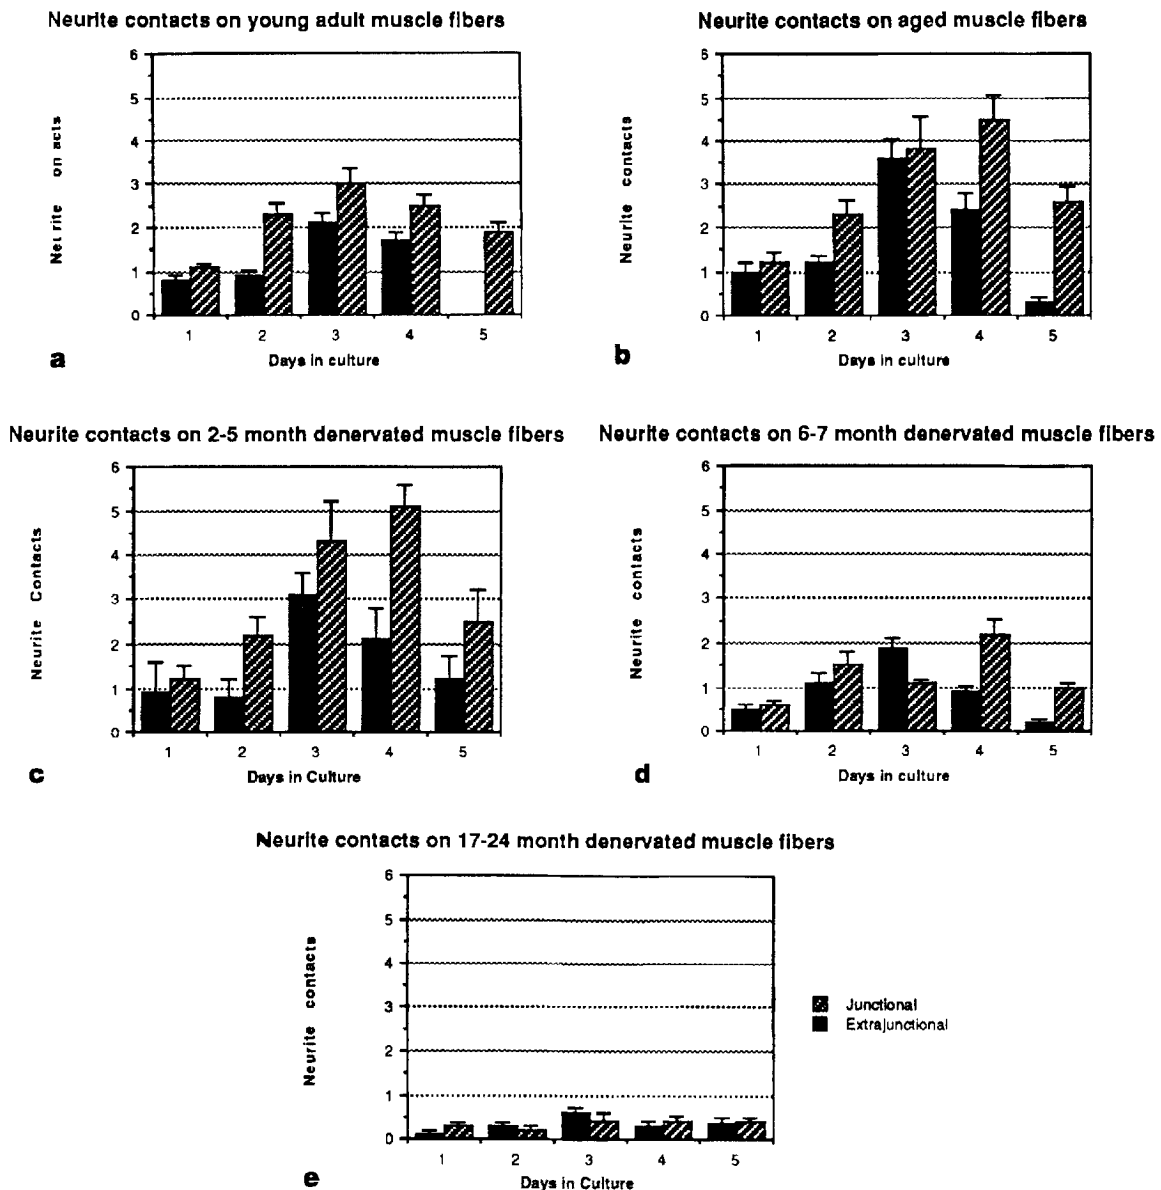 Neurite contacts on young adult muscle fibers
6
5
4
3
2
1
0
1 2 3 4 5
Days in culture
a
Neurite contacts on aged muscle fibers
Neurite contacts
6
5
4
3
2
1
0
1 2 3 4 5
Days in culture
b
Neurite contacts on 2-5 month denervated muscle fibers
Neurite Contacts
6
5
4
3
2
1
0
1 2 3 4 5
Days in Culture
c
Neurite contacts on 6-7 month denervated muscle fibers
Neurite contacts
6
5
4
3
2
1
0
1 2 3 4 5
Days in culture
d
Neurite contacts on 17-24 month denervated muscle fibers
Neurite contacts
6
5
4
3
2
1
0
1 2 3 4 5
Days in Culture
e
Junctional
Extrajunctional